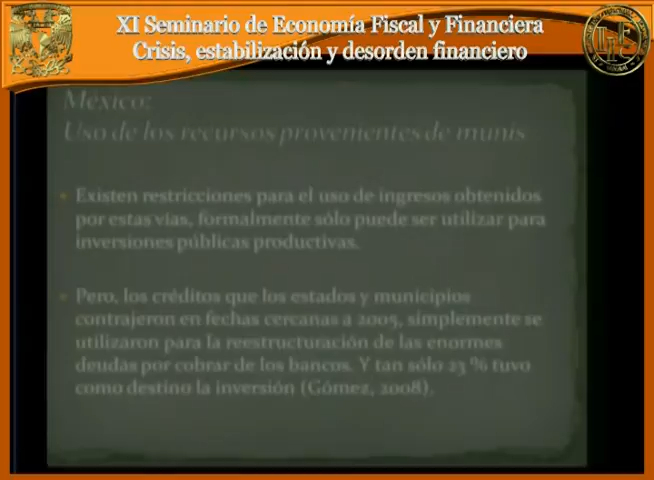 XI Seminario de Economía Fiscal y Financiera
Crisis, estabilización y desorden financiero
México:
Uso de los recursos provenientes de munis
Existen restricciones para el uso de ingresos obtenidos
por estas vías, formalmente sólo puede ser utilizar para
inversiones públicas productivas.
Pero, los créditos que los estados y municipios
contrajeron en fechas cercanas a 2005, simplemente se
utilizaron para la reestructuración de las enormes
deudas por cobrar de los bancos. Y tan sólo 23 % tuvo
como destino la inversión (Gómez, 2008).